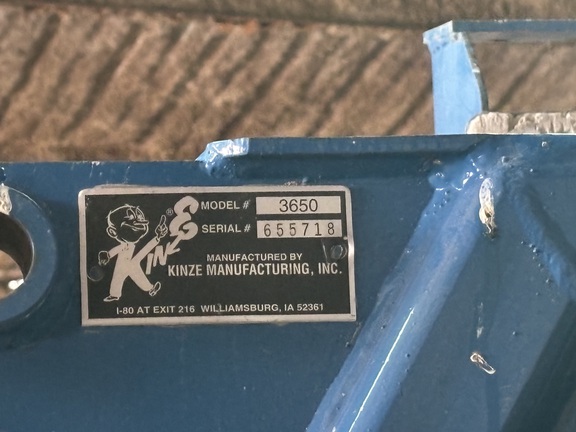 KINZE®
MODEL # 3650
SERIAL # 655718
MANUFACTURED BY
KINZE MANUFACTURING, INC.
I-80 AT EXIT 216 WILLIAMSBURG, IA 52361